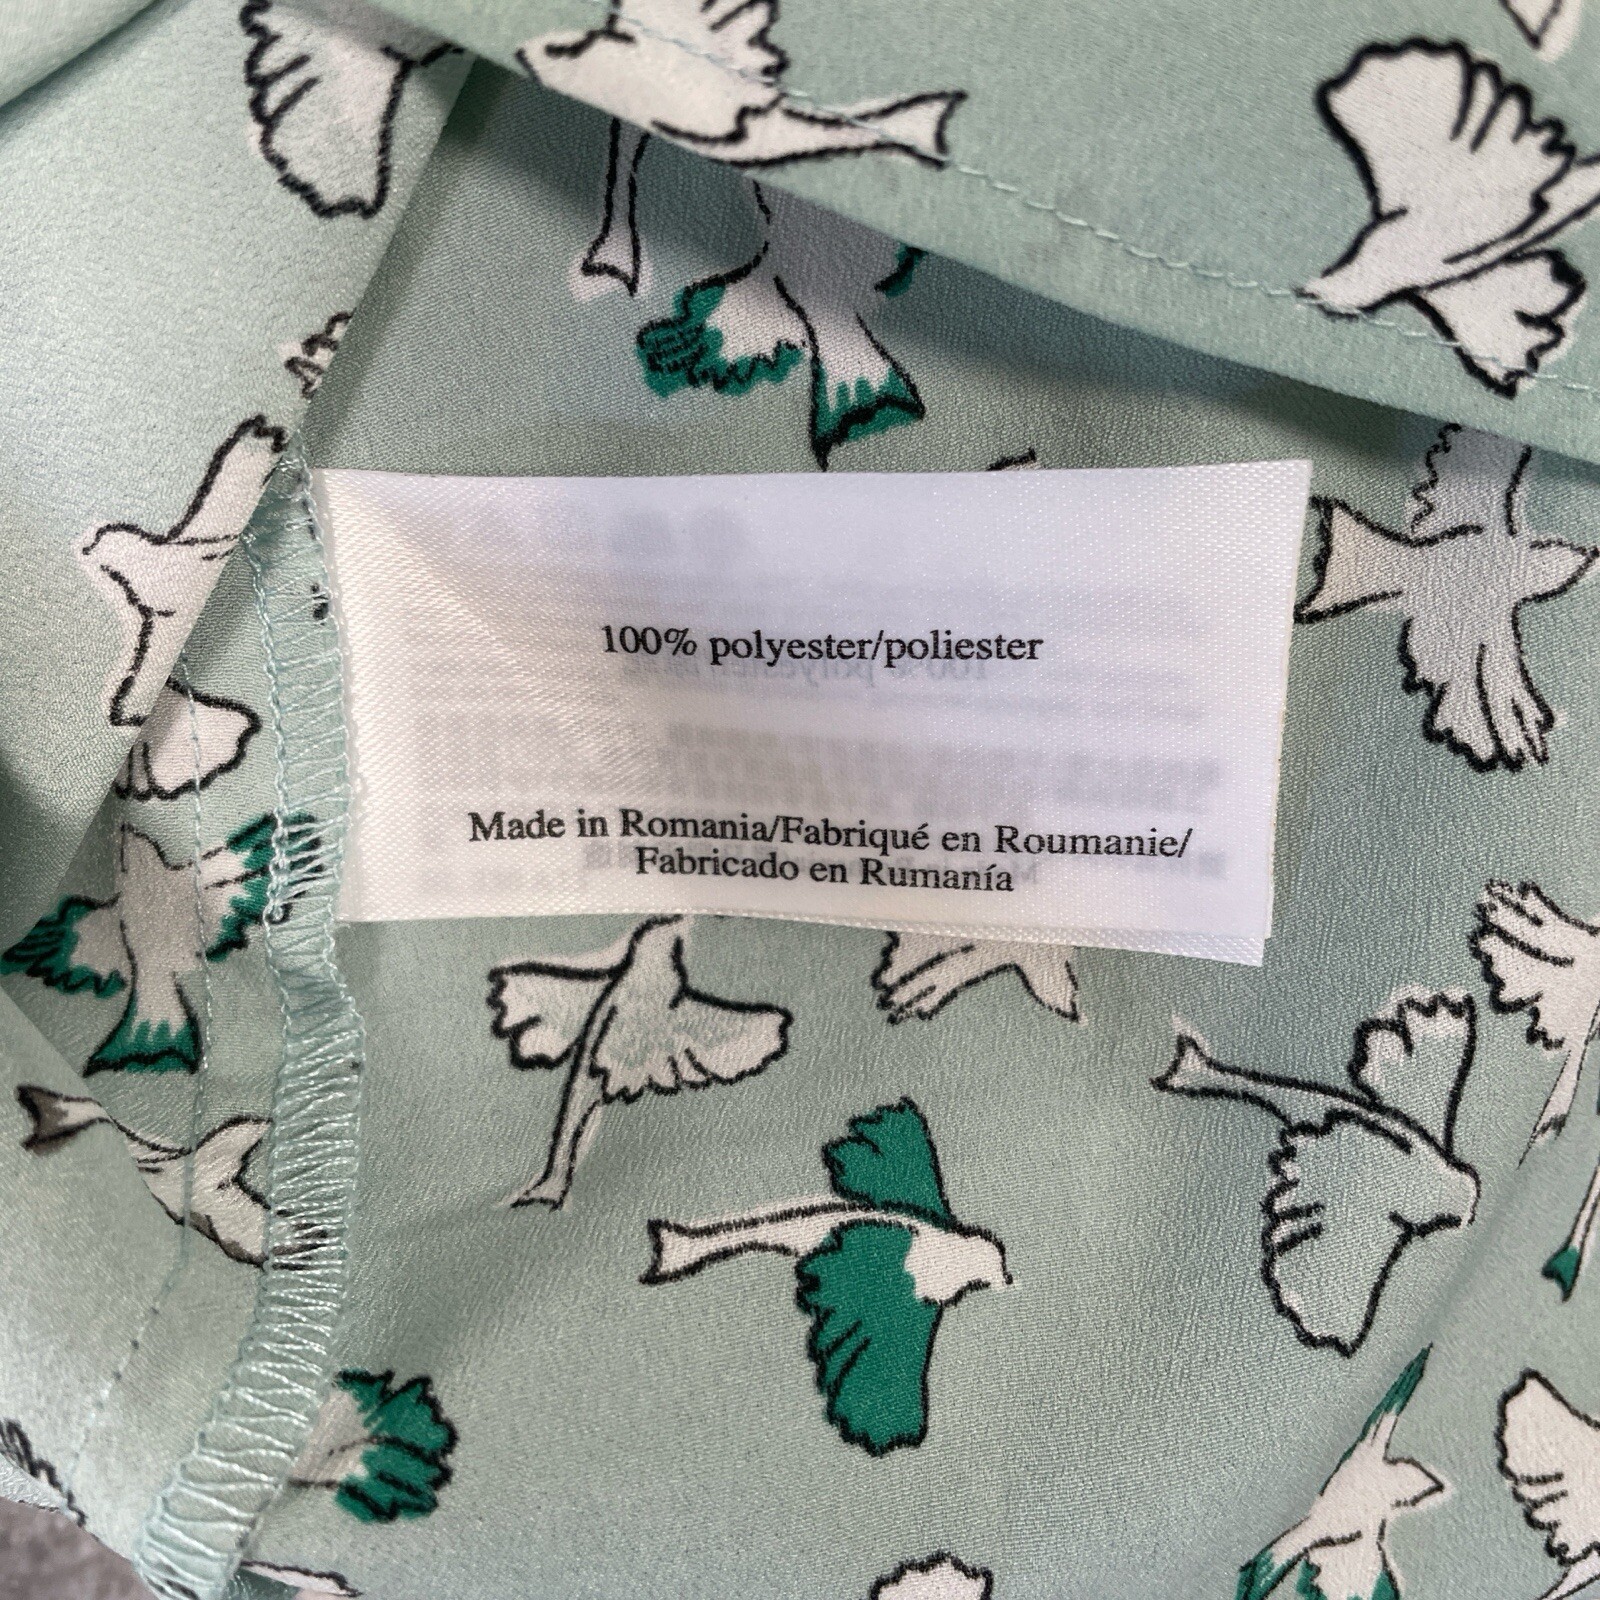 100% polyester/poliester
Made in Romania/Fabriqué en Roumanie/
Fabricado en Rumanía